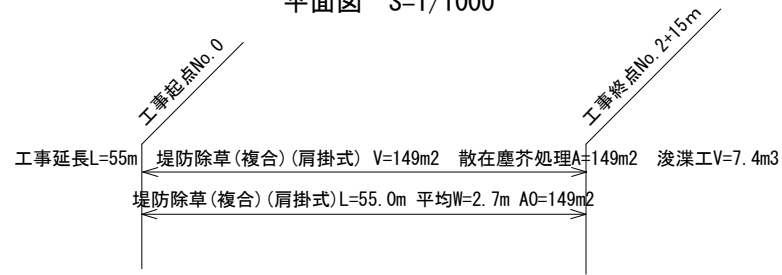 平面図 S=1/1000
工事起点No.0
工事終点No.2+15m
工事延長L=55m 堤防除草(複合)(肩掛式) V=149m2 散在塵芥処理A=149m2 浚渫工V=7.4m3
堤防除草(複合)(肩掛式)L=55.0m 平均W=2.7m A0=149m2